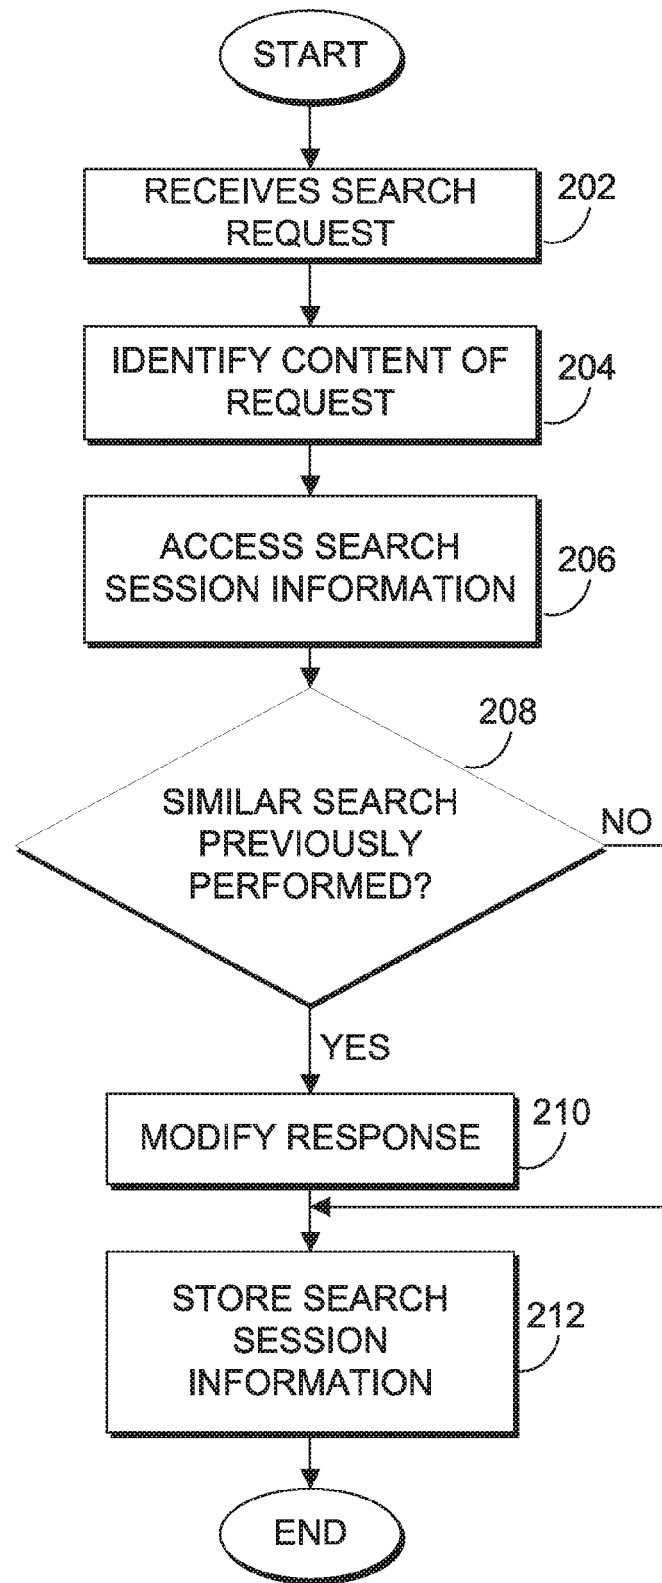 START
RECEIVES SEARCH
REQUEST
202
IDENTIFY CONTENT OF
REQUEST
204
ACCESS SEARCH
SESSION INFORMATION
206
208
SIMILAR SEARCH
PREVIOUSLY
PERFORMED?
NO
YES
MODIFY RESPONSE
210
STORE SEARCH
SESSION
INFORMATION
212
END